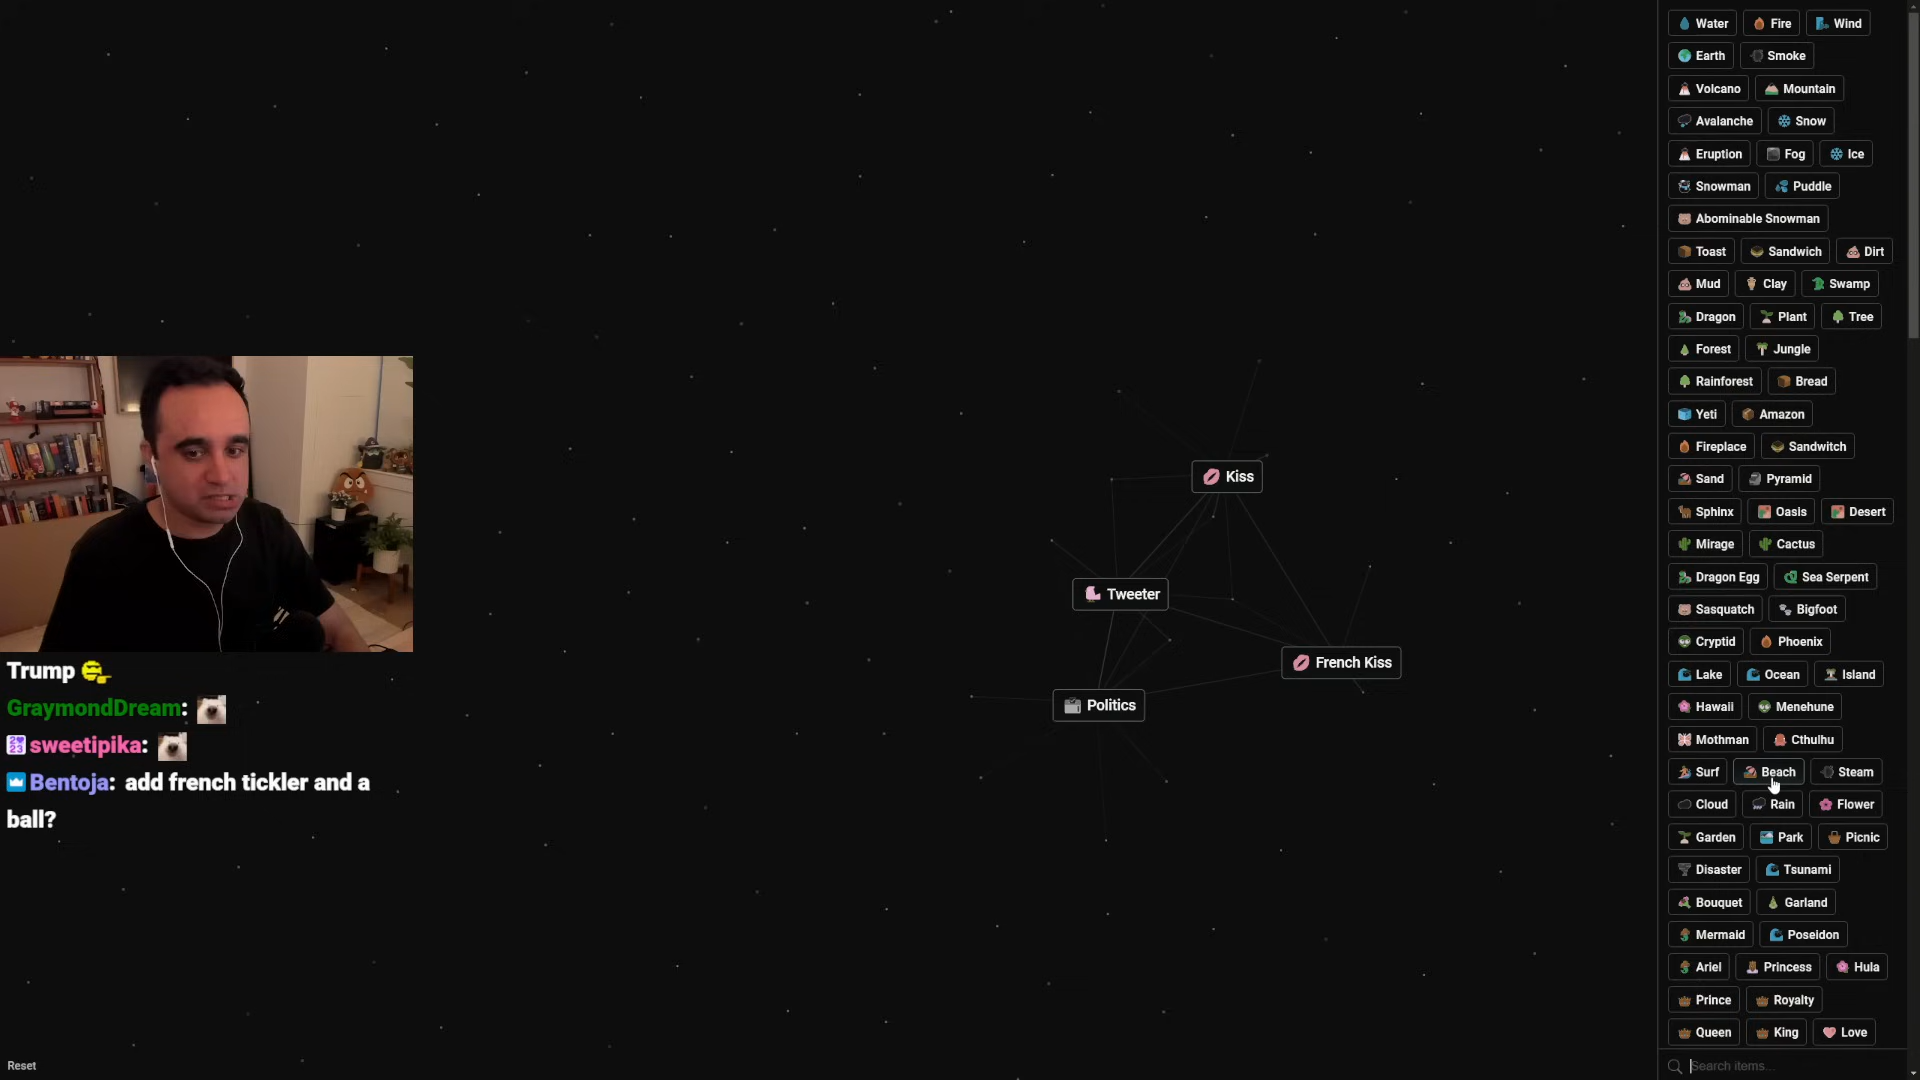 Water Fire Wind
Earth Smoke
Volcano Mountain
Avalanche Snow
Eruption Fog Ice
Snowman Puddle
Abominable Snowman
Toast Sandwich Dirt
Mud Clay Swamp
Dragon Plant Tree
Forest Jungle
Rainforest Bread
Yeti Amazon
Fireplace Sandwitch
Sand Pyramid
Sphinx Oasis Desert
Mirage Cactus
Dragon Egg Sea Serpent
Sasquatch Bigfoot
Cryptid Phoenix
Lake Ocean Island
Hawaii Menehune
Mothman Cthulhu
Surf Beach Steam
Cloud Rain Flower
Garden Park Picnic
Disaster Tsunami
Bouquet Garland
Mermaid Poseidon
Ariel Princess Hula
Prince Royalty
Queen King Love
Search items...
Kiss
Tweeter
French Kiss
Politics
Trump
GraymondDream:
sweetipika:
Bentoja: add french tickler and a
ball?
Reset